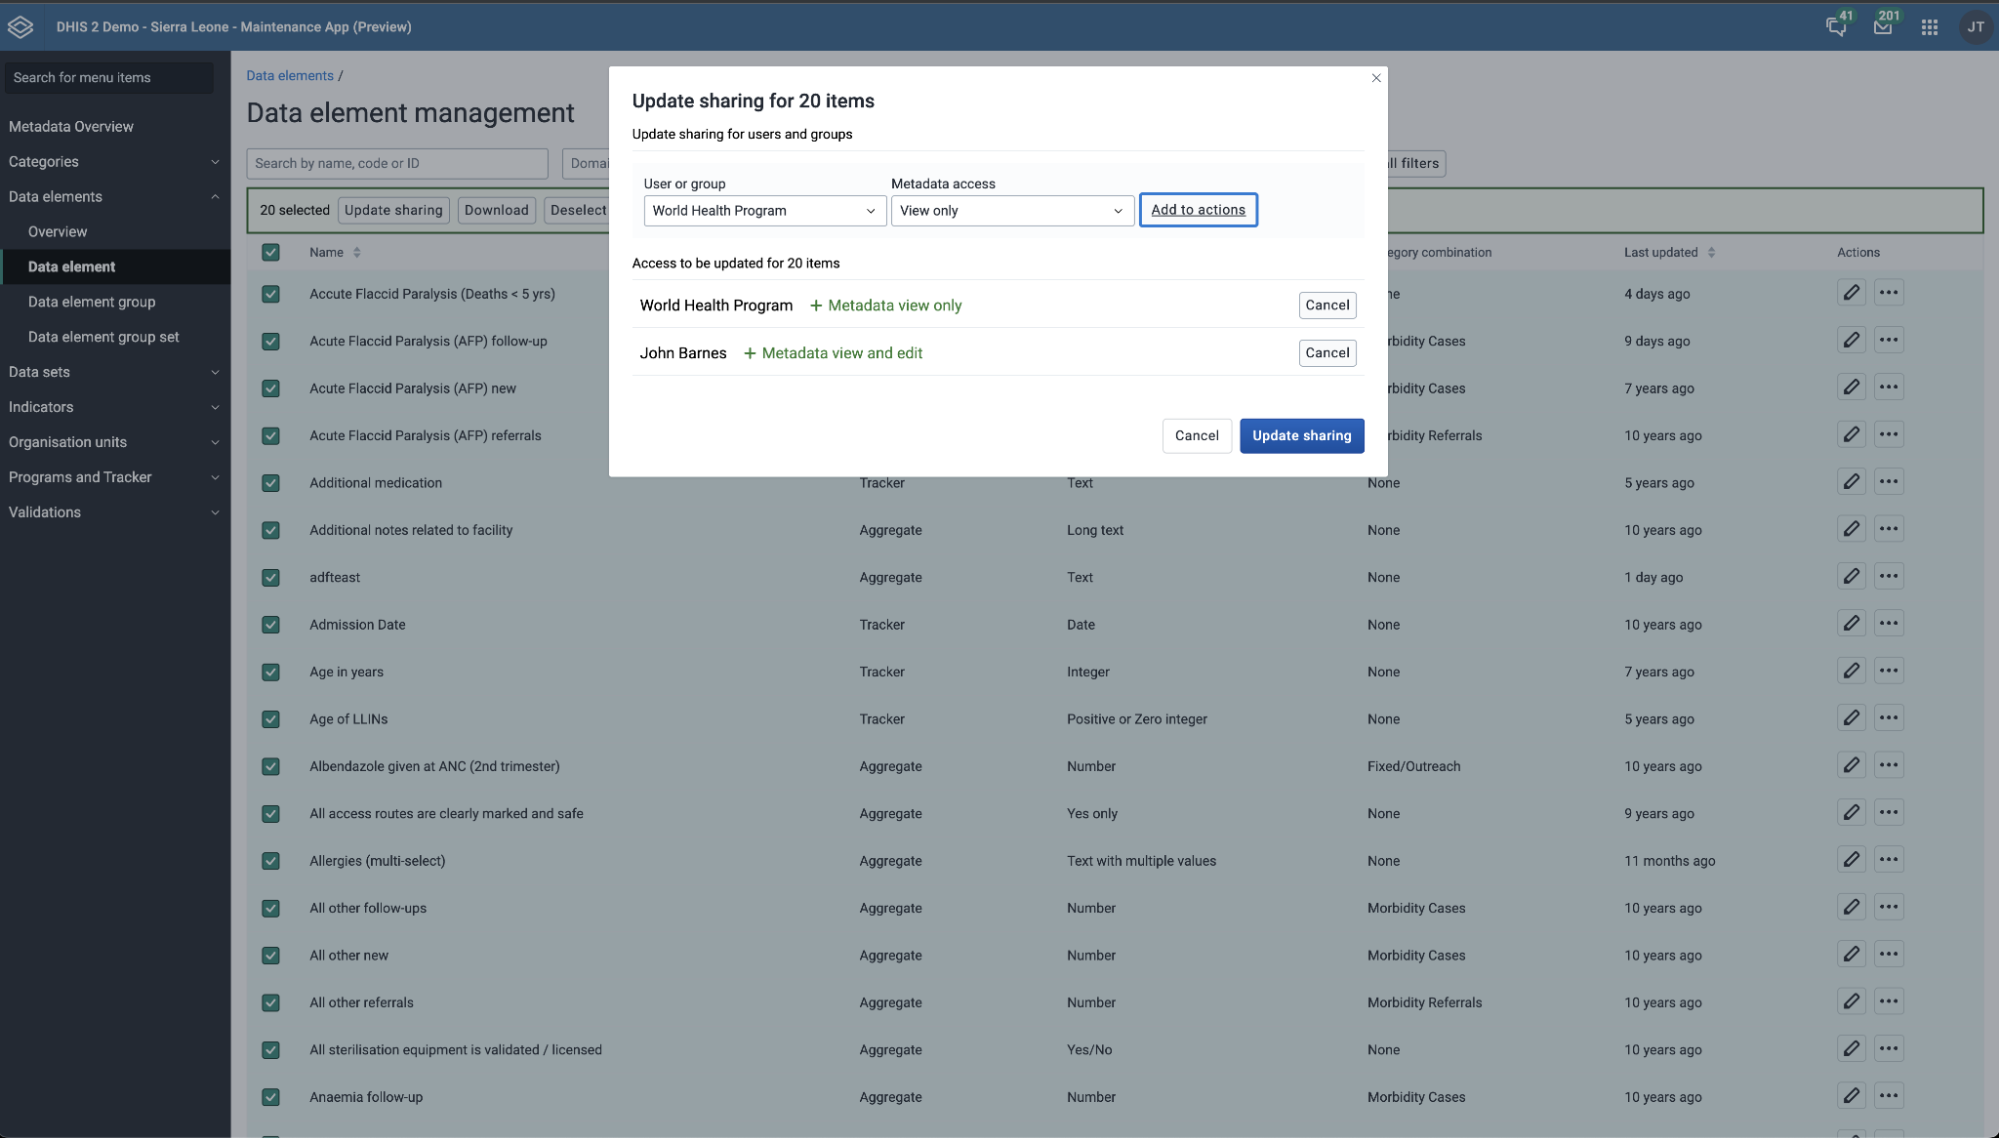 DHIS 2 Demo - Sierra Leone - Maintenance App (Preview)
41
201
JT
Search for menu items
Metadata Overview
Categories
Data elements
Overview
Data element
Data element group
Data element group set
Data sets
Indicators
Organisation units
Programs and Tracker
Validations
Data elements /
Data element management
Search by name, code or ID
Domai
ll filters
20 selected Update sharing Download Deselect
Name
egory combination Last updated Actions
Accute Flaccid Paralysis (Deaths < 5 yrs) ne 4 days ago
Acute Flaccid Paralysis (AFP) follow-up rbidity Cases 9 days ago
Acute Flaccid Paralysis (AFP) new rbidity Cases 7 years ago
Acute Flaccid Paralysis (AFP) referrals rbidity Referrals 10 years ago
Additional medication Tracker Text None 5 years ago
Additional notes related to facility Aggregate Long text None 10 years ago
adfteast Aggregate Text None 1 day ago
Admission Date Tracker Date None 10 years ago
Age in years Tracker Integer None 7 years ago
Age of LLINs Tracker Positive or Zero integer None 5 years ago
Albendazole given at ANC (2nd trimester) Aggregate Number Fixed/Outreach 10 years ago
All access routes are clearly marked and safe Aggregate Yes only None 9 years ago
Allergies (multi-select) Aggregate Text with multiple values None 11 months ago
All other follow-ups Aggregate Number Morbidity Cases 10 years ago
All other new Aggregate Number Morbidity Cases 10 years ago
All other referrals Aggregate Number Morbidity Referrals 10 years ago
All sterilisation equipment is validated / licensed Aggregate Yes/No None 10 years ago
Anaemia follow-up Aggregate Number Morbidity Cases 10 years ago
Update sharing for 20 items
Update sharing for users and groups
User or group Metadata access
World Health Program View only Add to actions
Access to be updated for 20 items
World Health Program + Metadata view only Cancel
John Barnes + Metadata view and edit Cancel
Cancel Update sharing